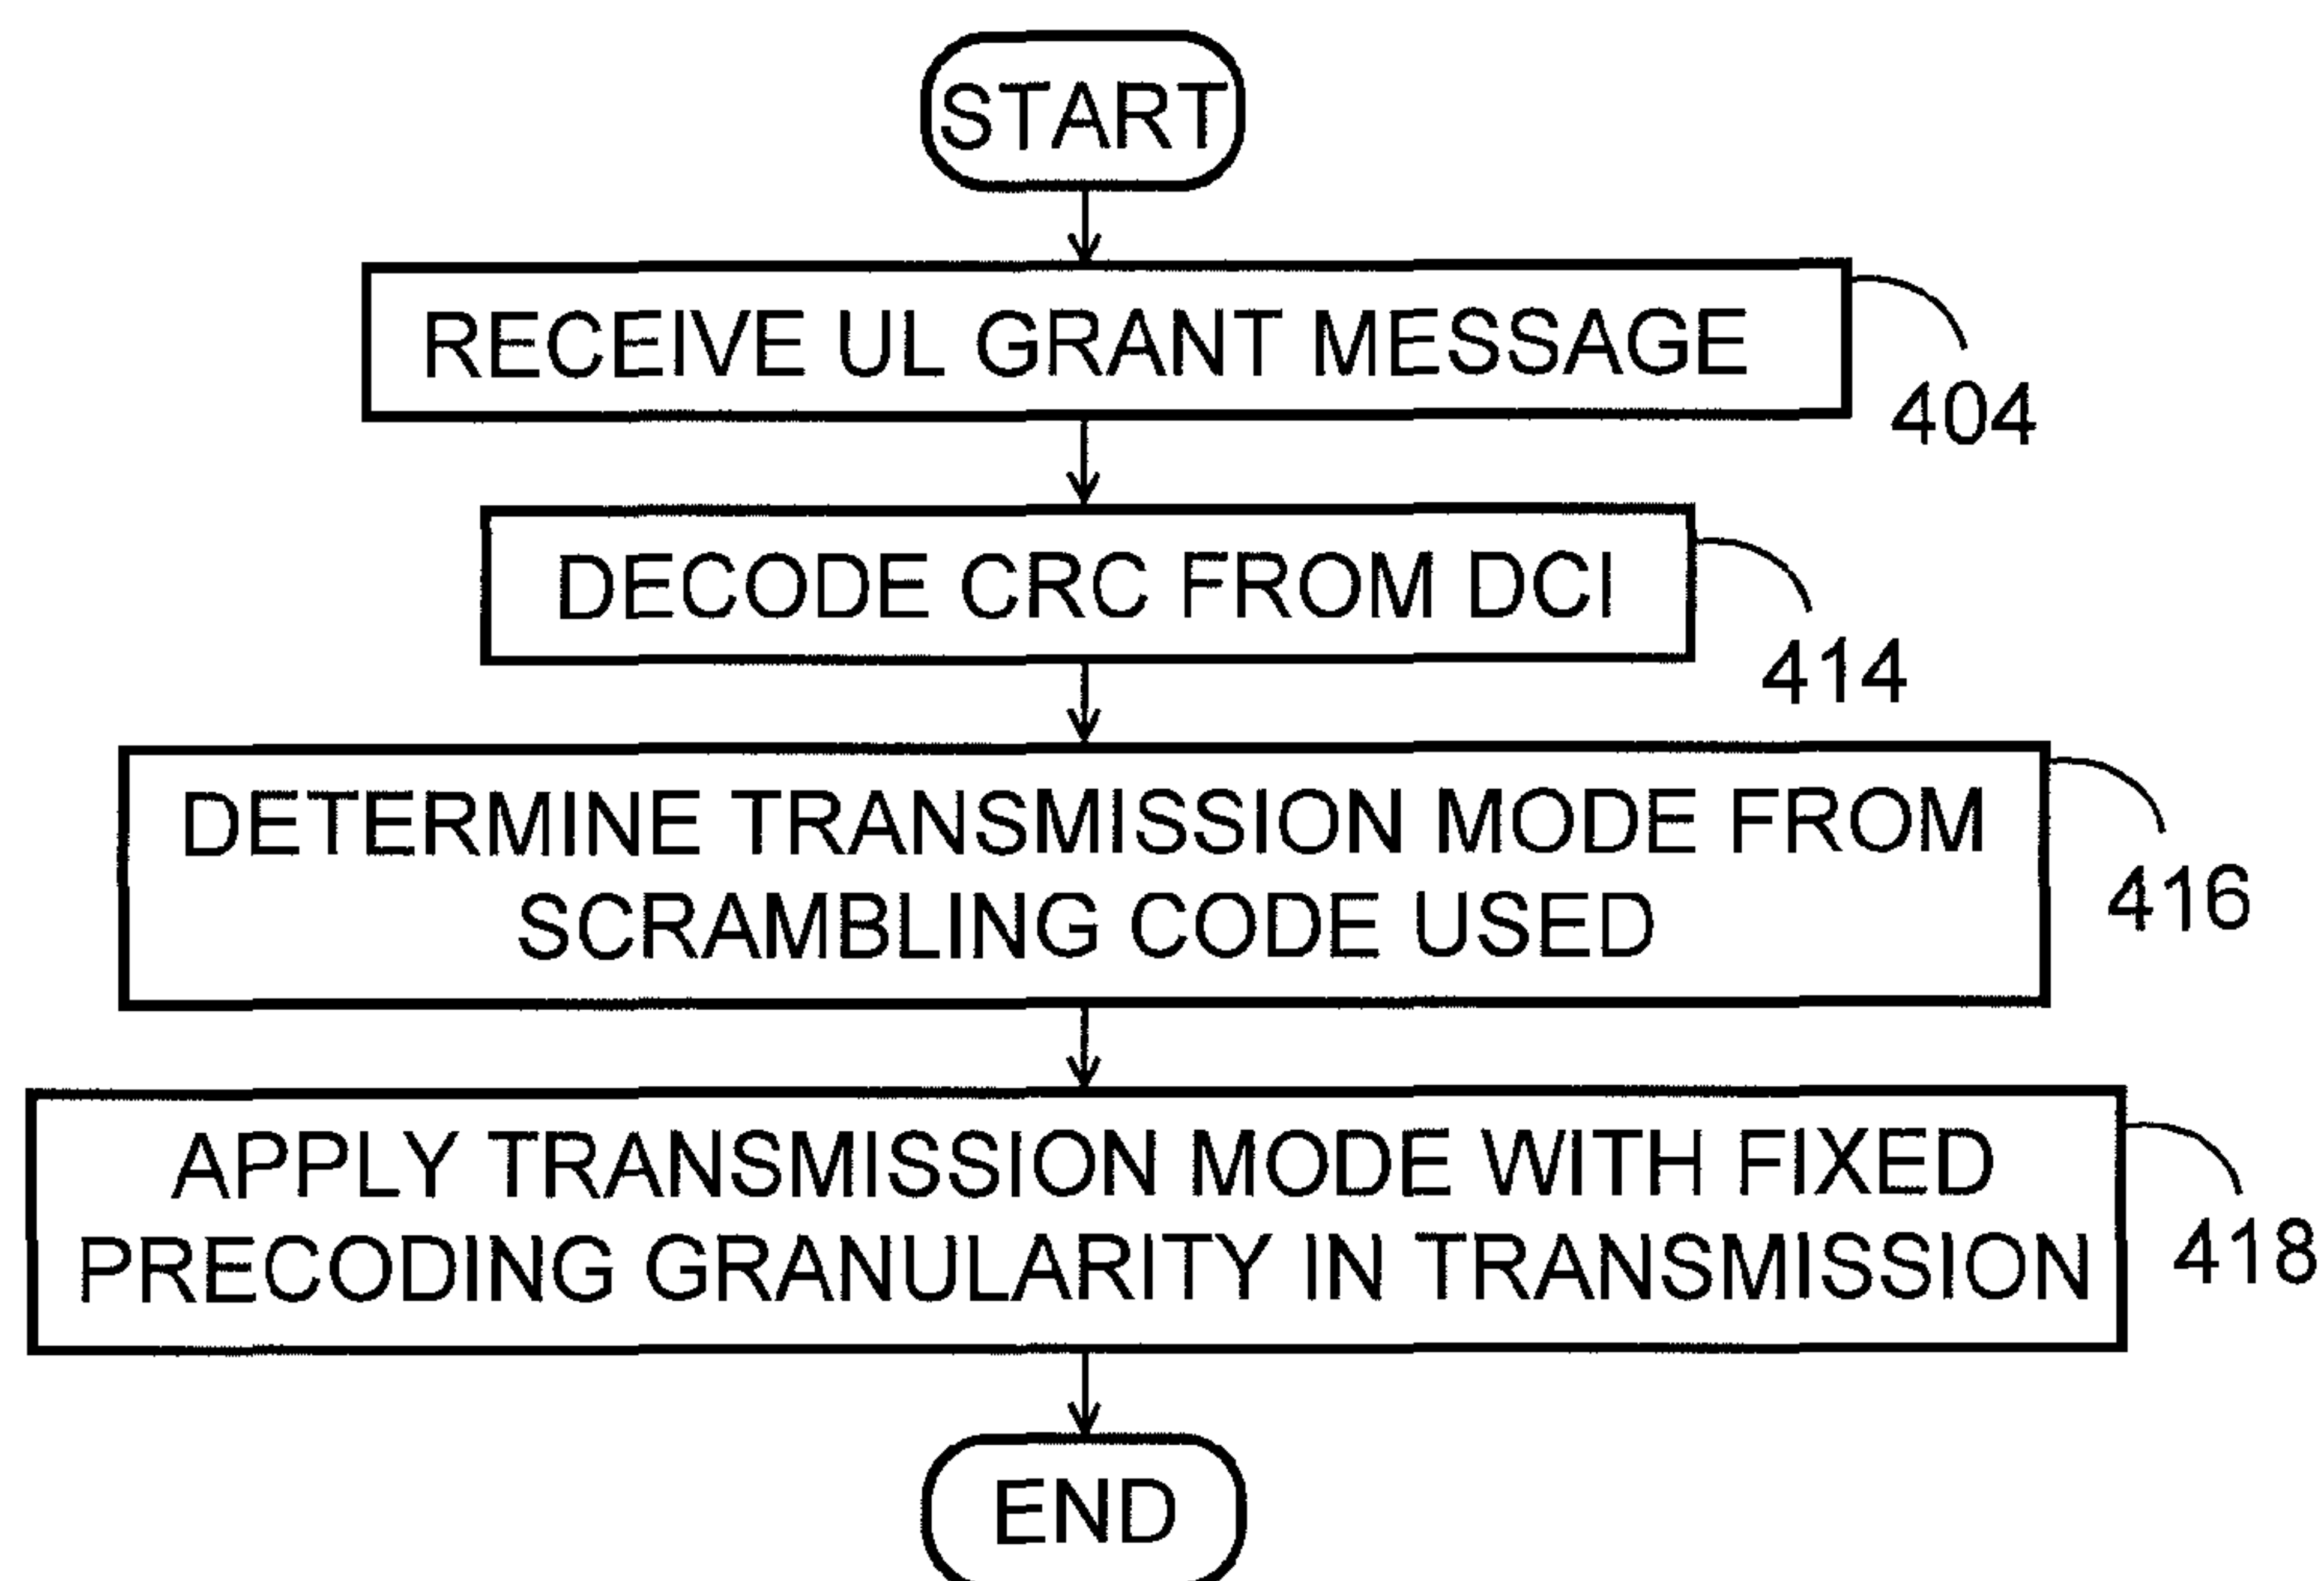 START
RECEIVE UL GRANT MESSAGE
404
DECODE CRC FROM DCI
414
DETERMINE TRANSMISSION MODE FROM
SCRAMBLING CODE USED
416
APPLY TRANSMISSION MODE WITH FIXED
PRECODING GRANULARITY IN TRANSMISSION
418
END